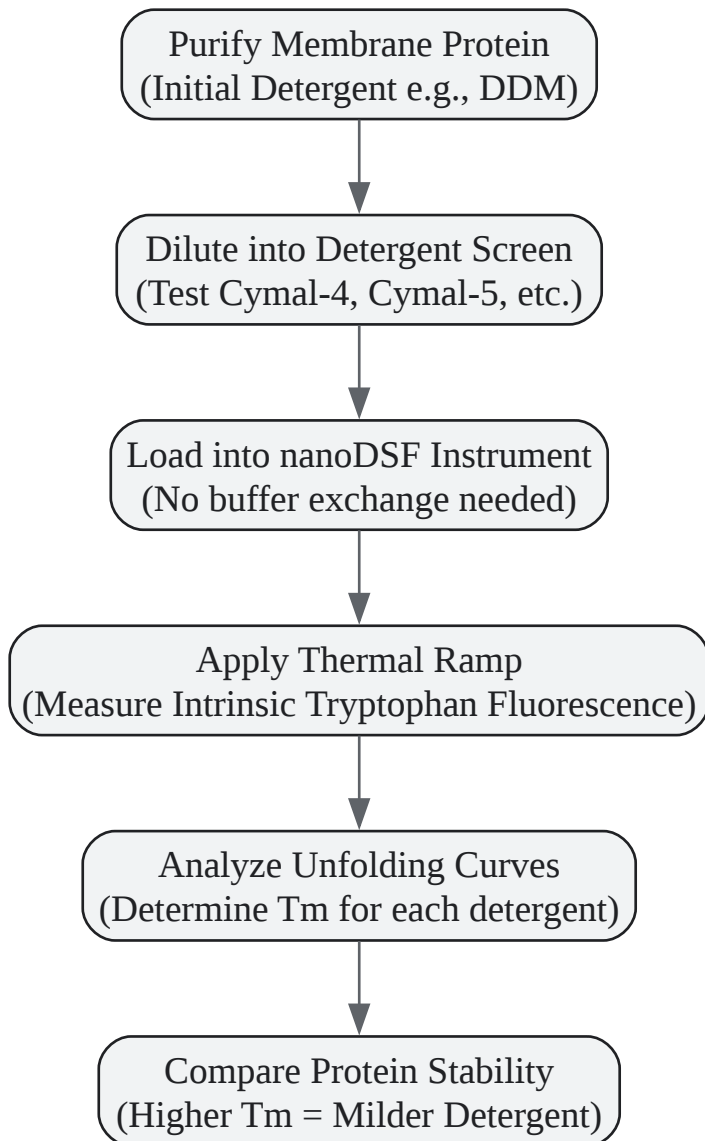 Purify Membrane Protein
(Initial Detergent e.g., DDM)
Dilute into Detergent Screen
(Test Cymal-4, Cymal-5, etc.)
Load into nanoDSF Instrument
(No buffer exchange needed)
Apply Thermal Ramp
(Measure Intrinsic Tryptophan Fluorescence)
Analyze Unfolding Curves
(Determine Tm for each detergent)
Compare Protein Stability
(Higher Tm = Milder Detergent)